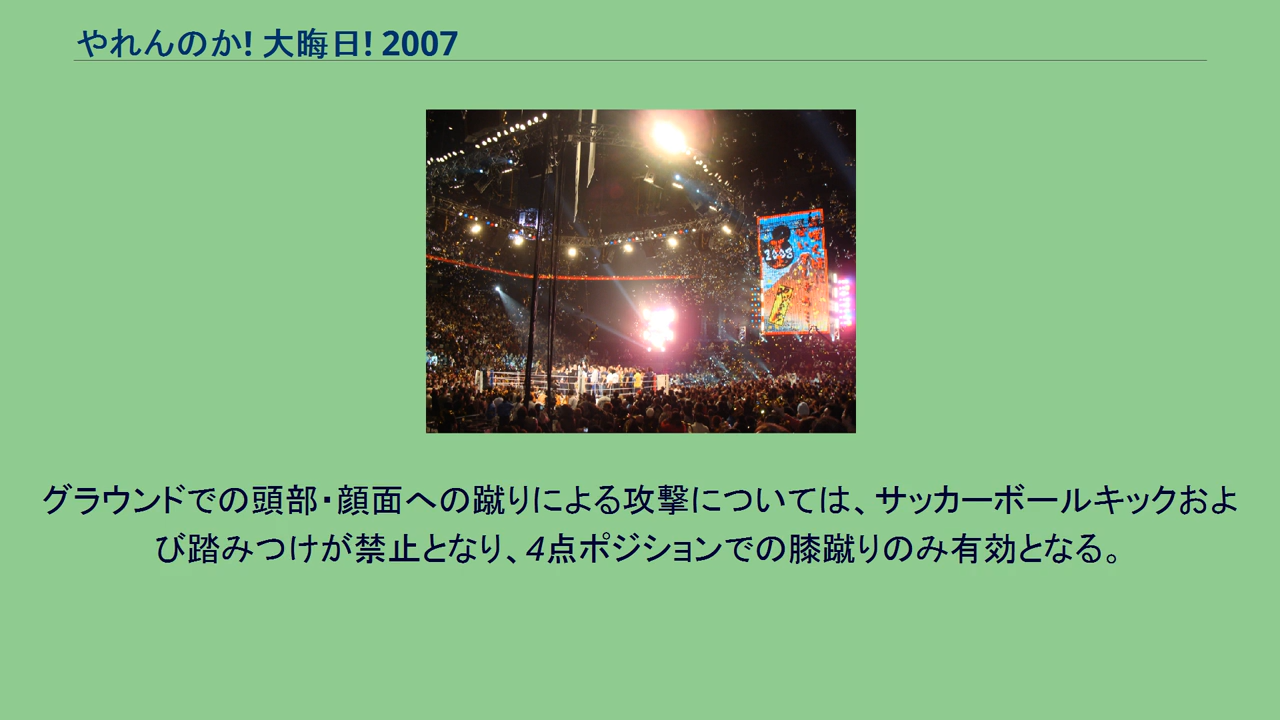 やれんのか! 大晦日! 2007
2008
グラウンドでの頭部・顔面への蹴りによる攻撃については、サッカーボールキックおよ
び踏みつけが禁止となり、4点ポジションでの膝蹴りのみ有効となる。